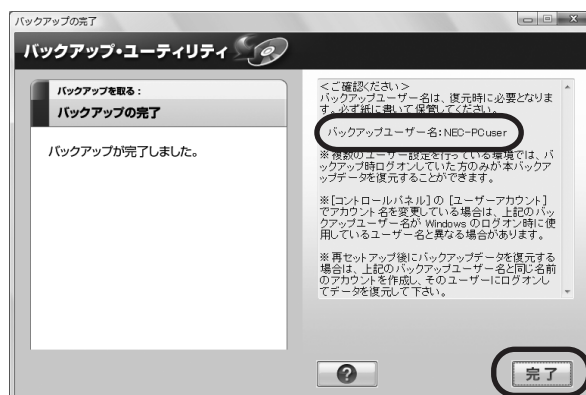 バックアップの完了
バックアップ・ユーティリティ
バックアップを取る：
バックアップの完了
バックアップが完了しました。
＜ご確認ください＞
バックアップユーザー名は、復元時に必要となりま
す。必ず紙に書いて保管してください。
バックアップユーザー名：NEC-PCuser
※複数のユーザー設定を行っている環境では、バ
ックアップ時ログオンしていた方のみが本バックア
ップデータを復元することができます。
※[コントロールパネル]の[ユーザーアカウント]
でアカウント名を変更している場合は、上記のバッ
クアップユーザー名が Windows のログオン時に使
用しているユーザー名と異なる場合があります。
※再セットアップ後にバックアップデータを復元する
場合は、上記のバックアップユーザー名と同じ名前
のアカウントを作成し、そのユーザーにログオンし
てデータを復元して下さい。
?
完了